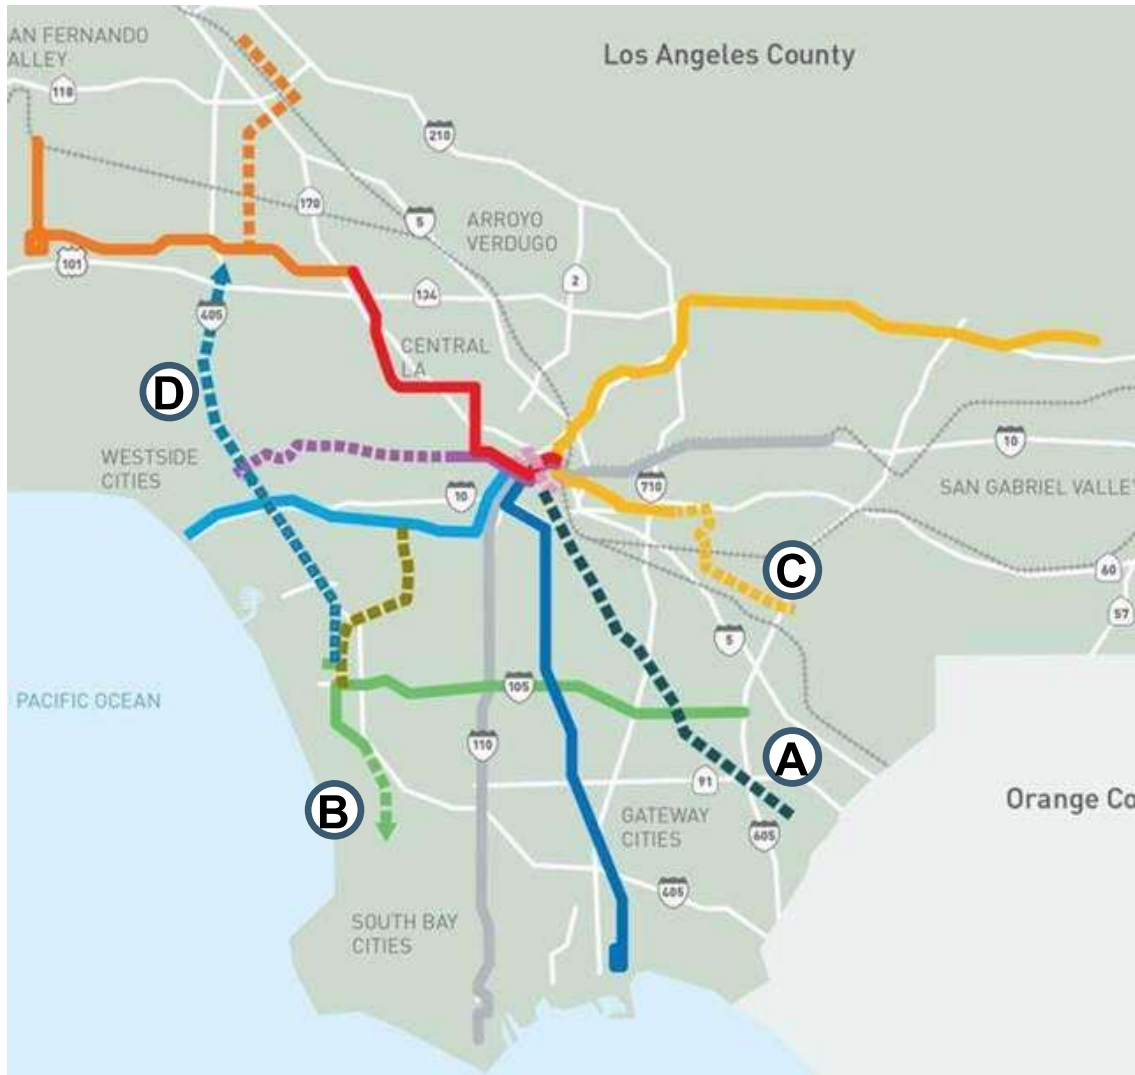 AN FERNANDO
ALLEY
Los Angeles County
118
210
170
5
ARROYO
VERDUGO
101
2
134
405
CENTRAL
LA
D
WESTSIDE
CITIES
10
10
710
SAN GABRIEL VALLEY
C
60
57
5
PACIFIC OCEAN
105
110
A
91
Orange Co
B
GATEWAY
CITIES
605
405
SOUTH BAY
CITIES